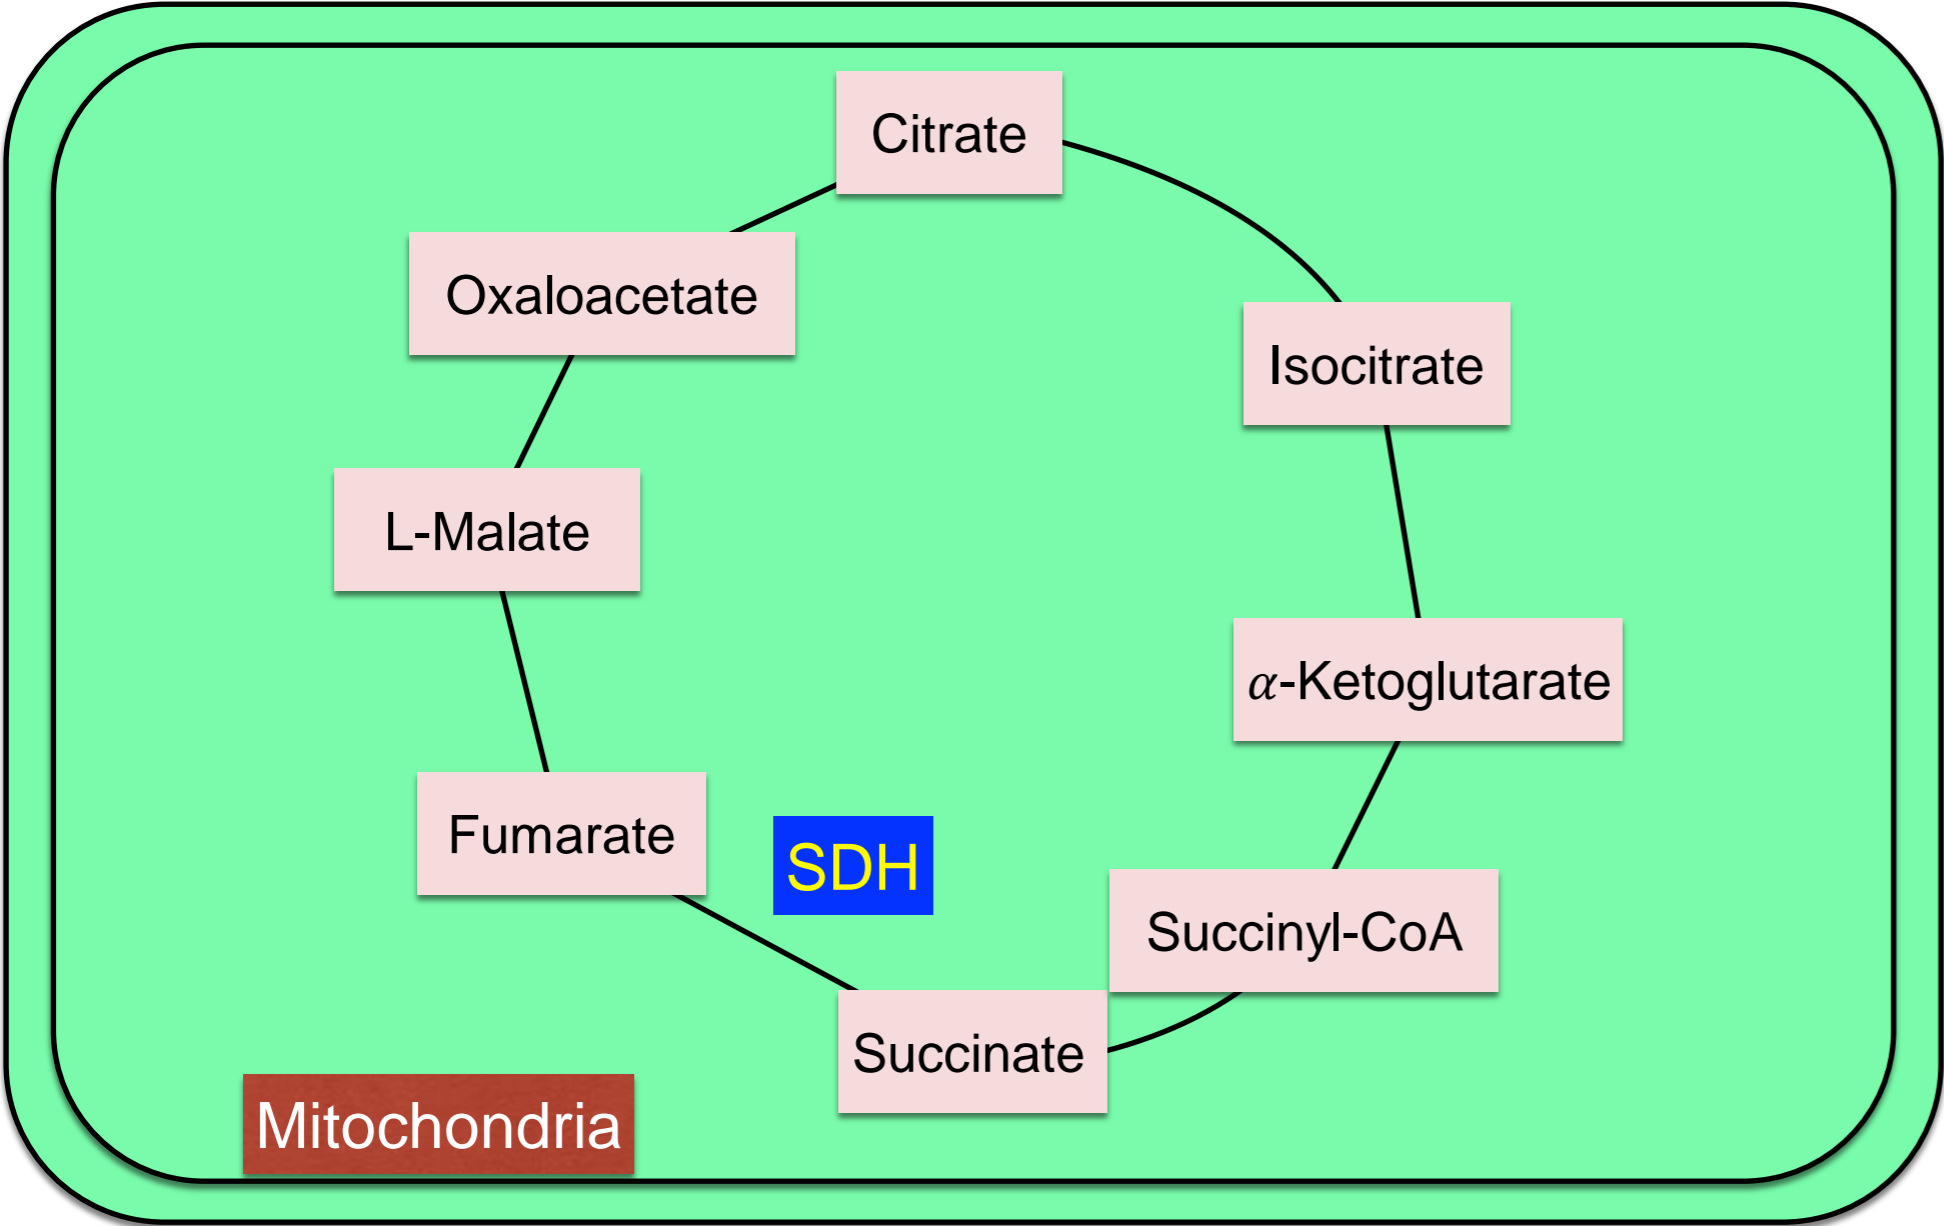 Citrate
Oxaloacetate
Isocitrate
L-Malate
α-Ketoglutarate
Fumarate
SDH
Succinyl-CoA
Succinate
Mitochondria